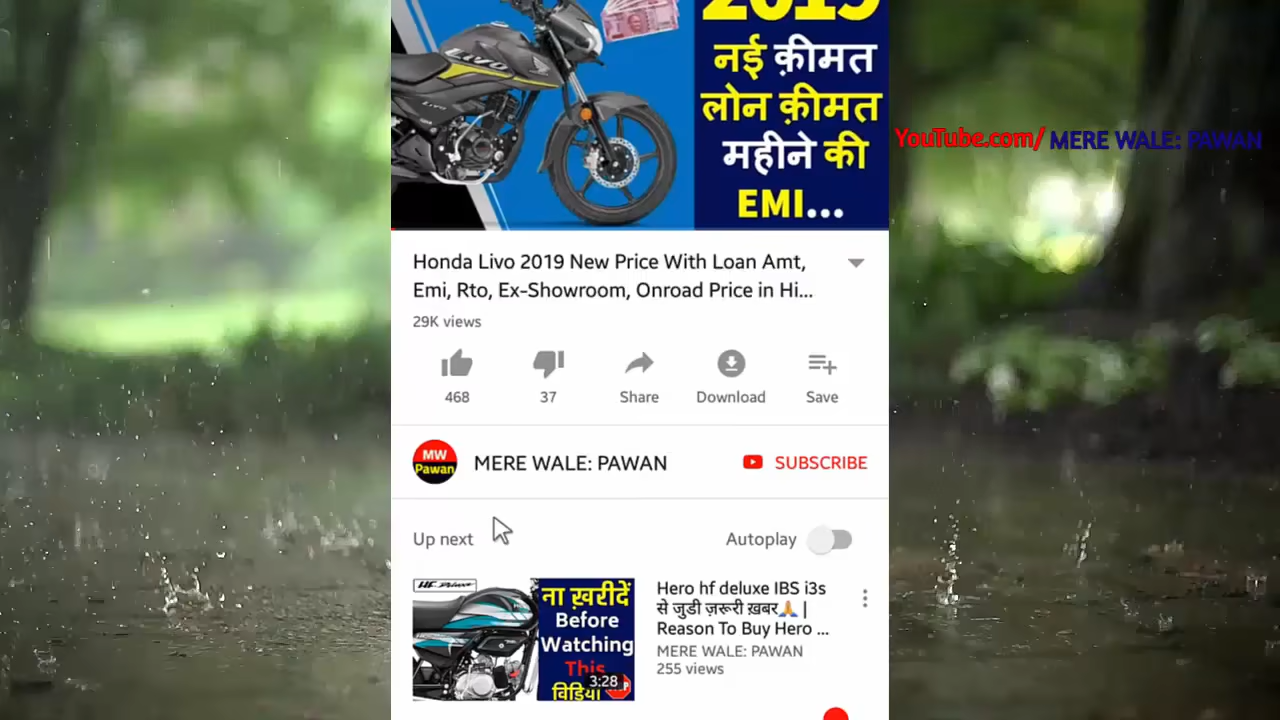 2019
नई क़ीमत
लोन क़ीमत
महीने की
EMI...
LIVO
YouTube.com/ MERE WALE: PAWAN
Honda Livo 2019 New Price With Loan Amt,
Emi, Rto, Ex-Showroom, Onroad Price in Hi...
29K views
468
37
Share
Download
Save
MW
Pawan
MERE WALE: PAWAN
SUBSCRIBE
Up next
Autoplay
HF Deluxe
ना ख़रीदें
Before
Watching
This
विडिया
3:28
Hero hf deluxe IBS i3s
से जुडी ज़रूरी ख़बर🙏 |
Reason To Buy Hero ...
MERE WALE: PAWAN
255 views